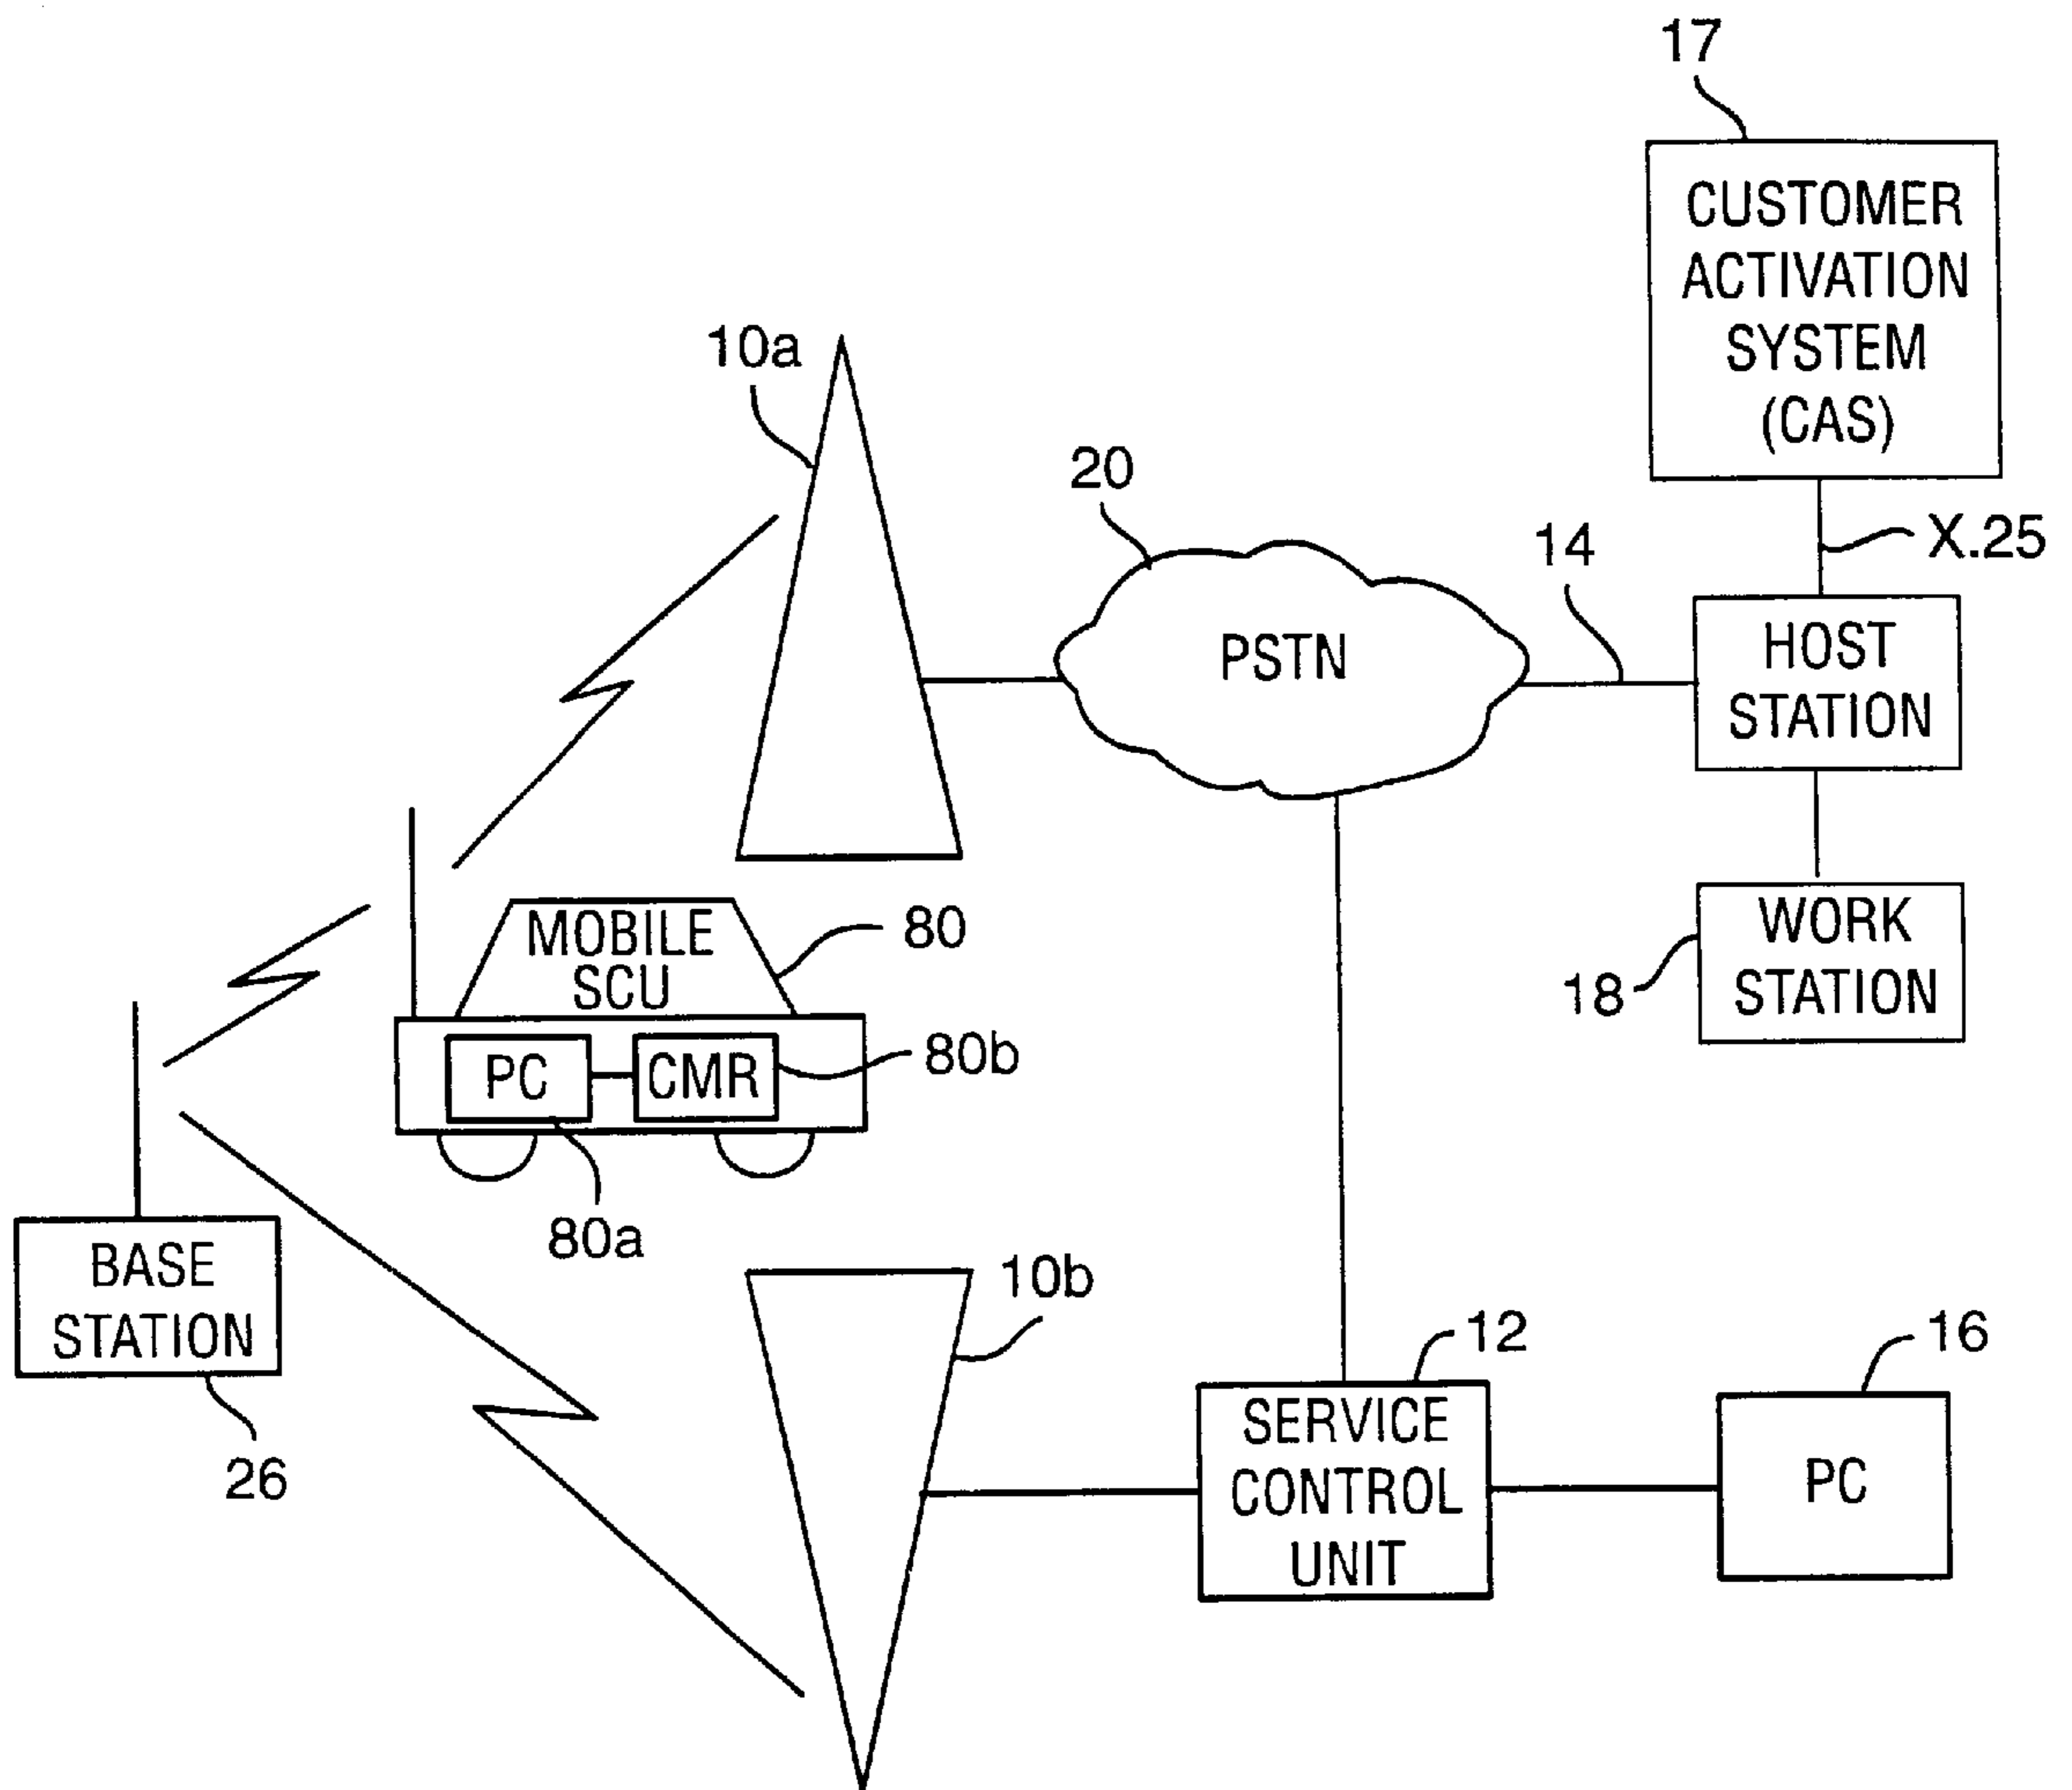 17
CUSTOMER
ACTIVATION
SYSTEM
(CAS)
10a
20
14
X.25
PSTN
HOST
STATION
MOBILE
SCU
80
WORK
STATION
18
PC
CMR
80b
80a
BASE
STATION
26
10b
12
16
SERVICE
CONTROL
UNIT
PC